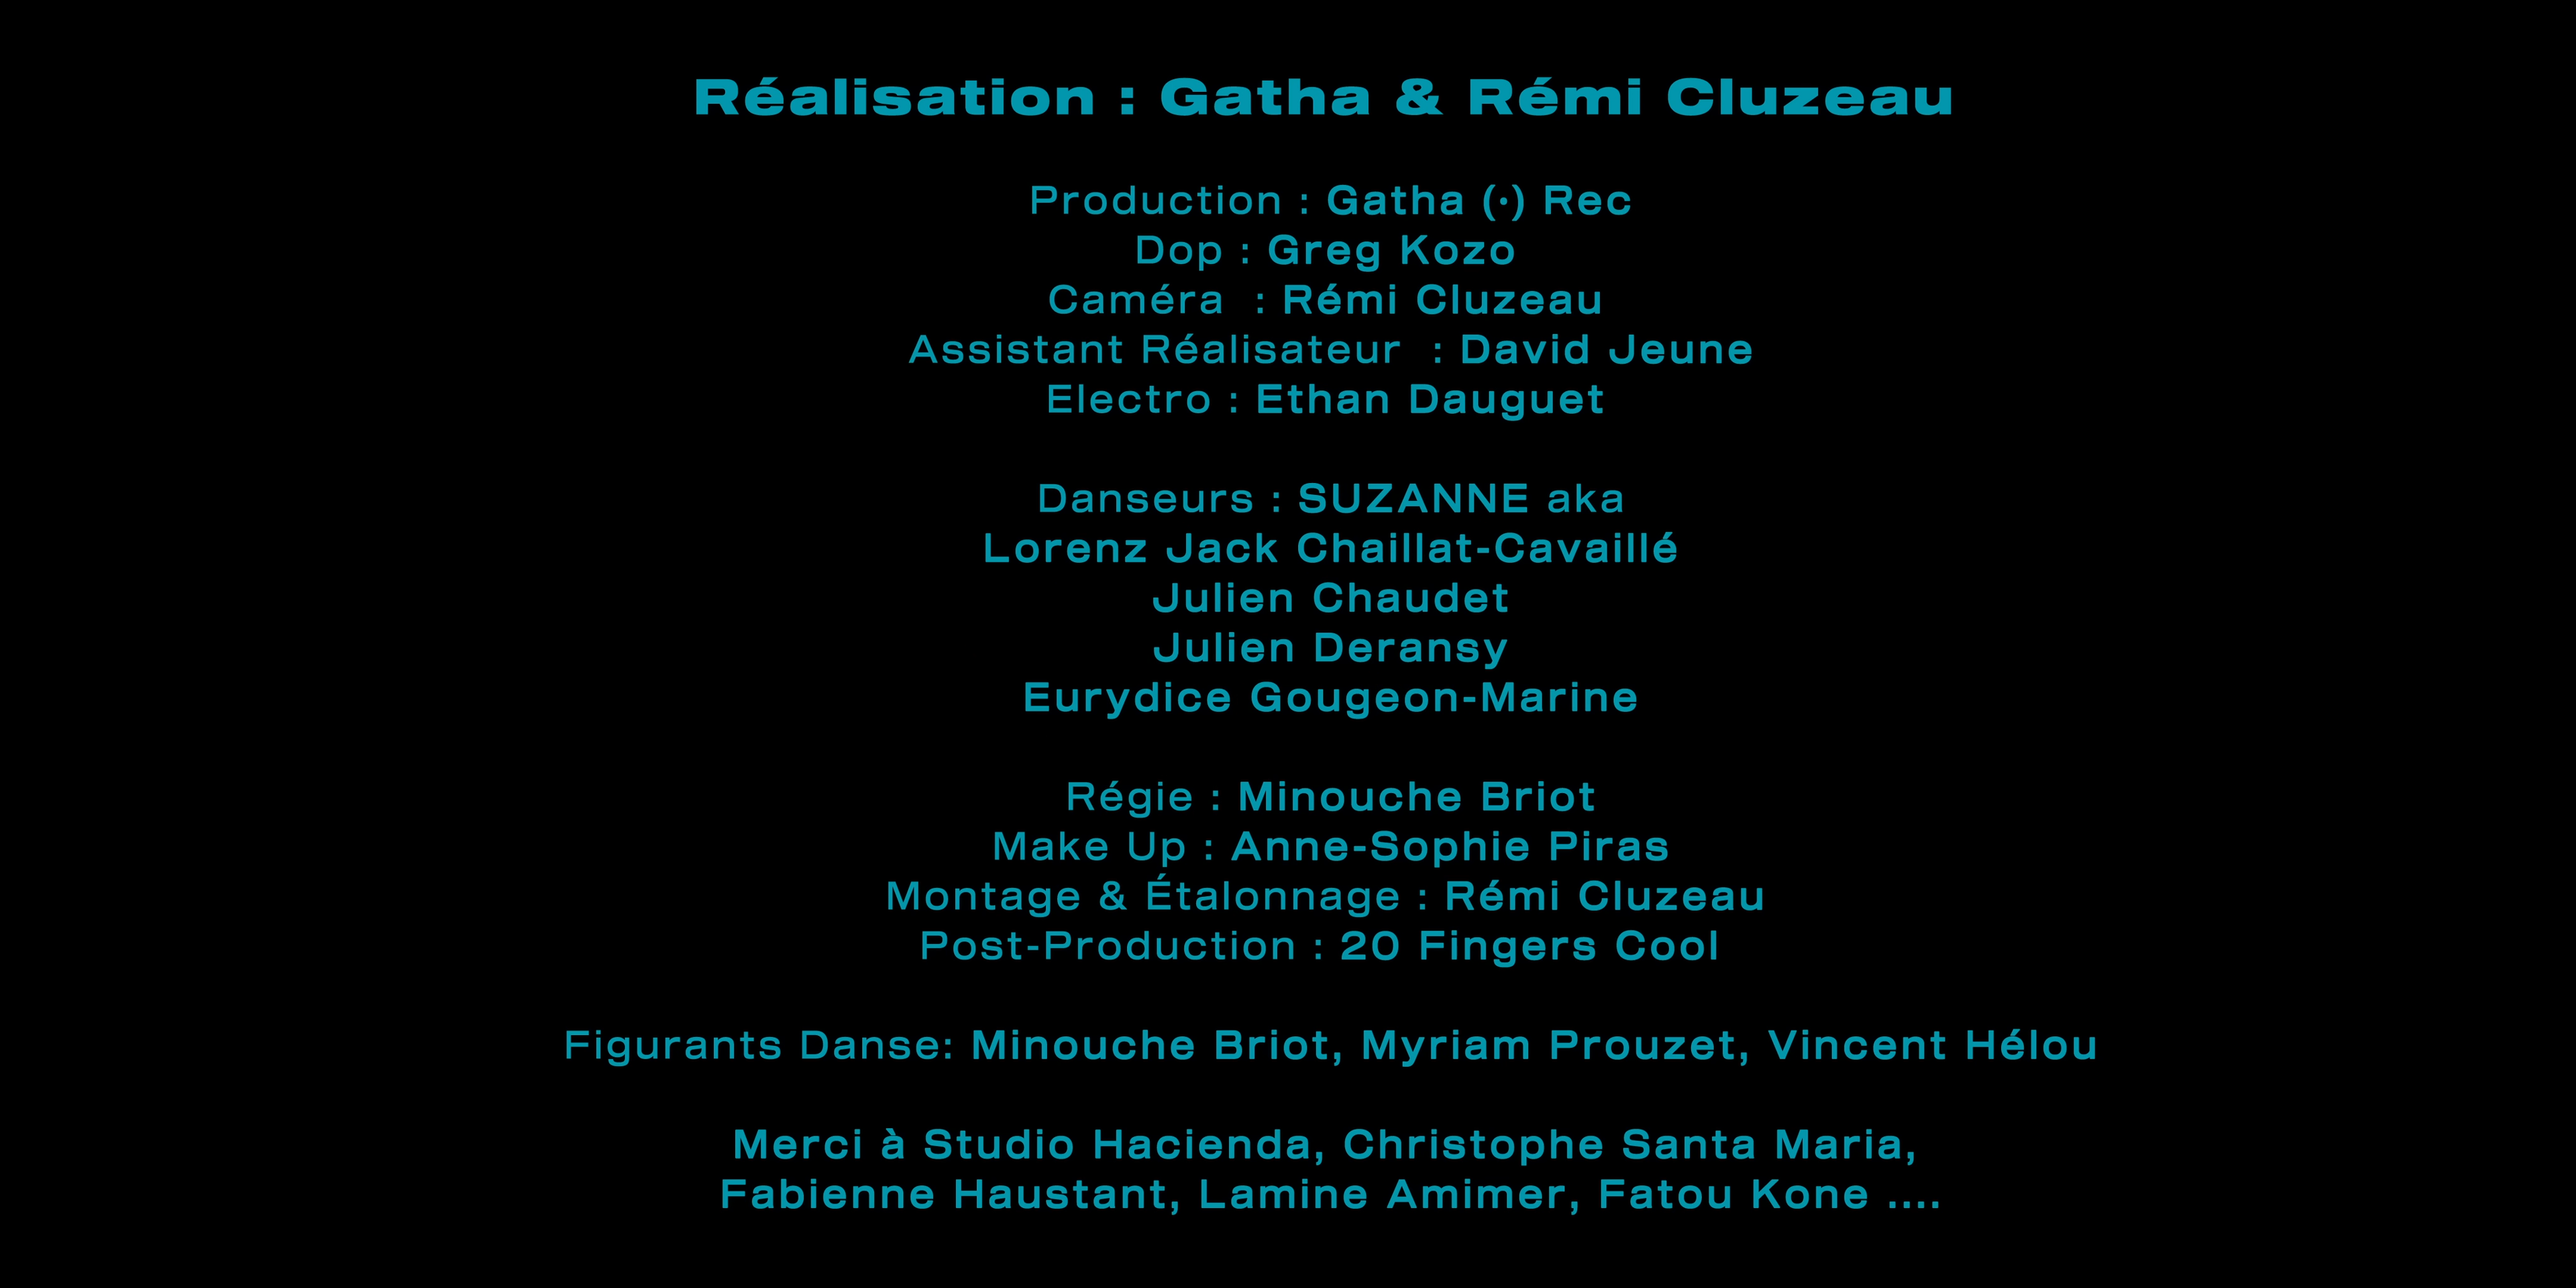 Réalisation : Gatha & Rémi Cluzeau
Production : Gatha (·) Rec
Dop : Greg Kozo
Caméra  : Rémi Cluzeau
Assistant Réalisateur  : David Jeune
Electro : Ethan Dauguet
Danseurs : SUZANNE aka
Lorenz Jack Chaillat-Cavaillé
Julien Chaudet
Julien Deransy
Eurydice Gougeon-Marine
Régie : Minouche Briot
Make Up : Anne-Sophie Piras
Montage & Étalonnage : Rémi Cluzeau
Post-Production : 20 Fingers Cool
Figurants Danse: Minouche Briot, Myriam Prouzet, Vincent Hélou
Merci à Studio Hacienda, Christophe Santa Maria,
Fabienne Haustant, Lamine Amimer, Fatou Kone ....